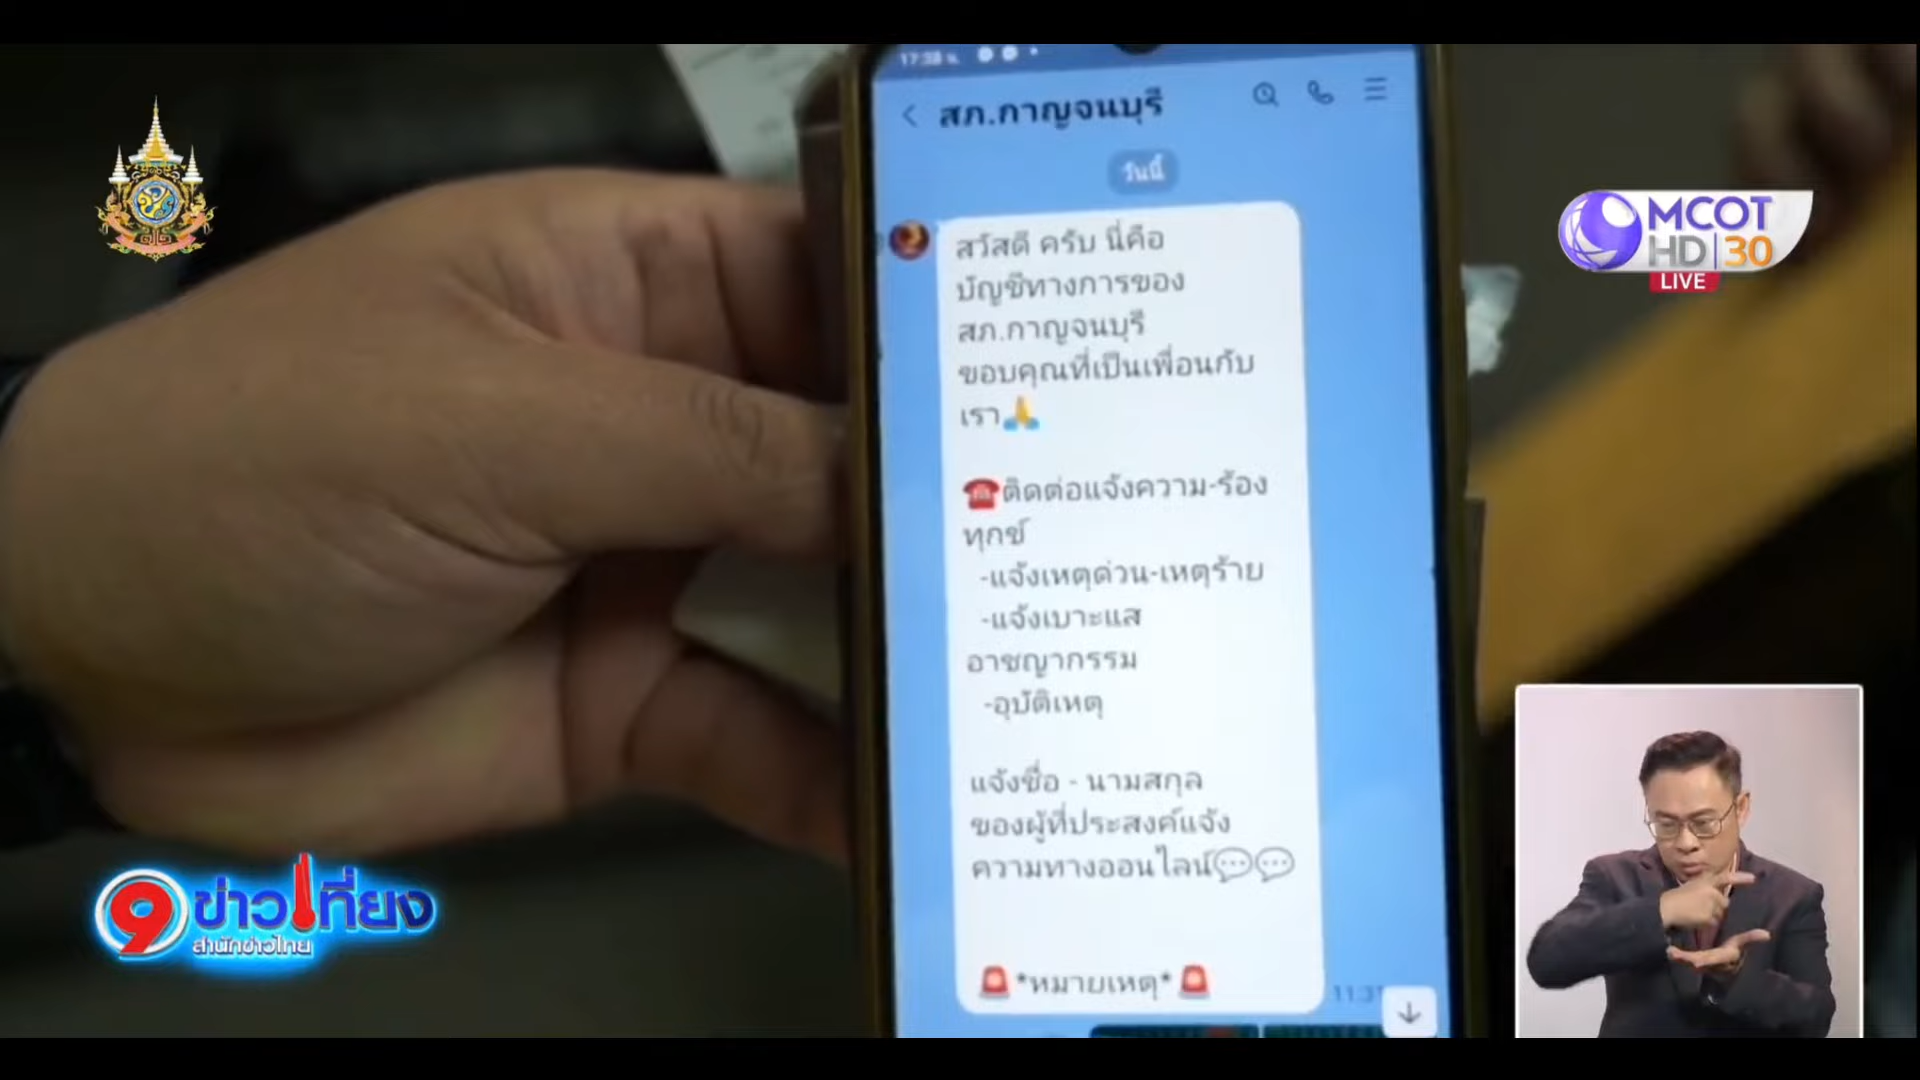 17:38 น.
สภ.กาญจนบุรี
วันนี้
สวัสดี ครับ นี่คือ
บัญชีทางการของ
สภ.กาญจนบุรี
ขอบคุณที่เป็นเพื่อนกับ
เรา🙏
☎️ติดต่อแจ้งความ-ร้อง
ทุกข์
-แจ้งเหตุด่วน-เหตุร้าย
-แจ้งเบาะแส
อาชญากรรม
-อุบัติเหตุ
แจ้งชื่อ - นามสกุล
ของผู้ที่ประสงค์แจ้ง
ความทางออนไลน์💬💬
🚨*หมายเหตุ*🚨
MCOT
HD 30
LIVE
9 ข่าวเที่ยง
สำนักข่าวไทย